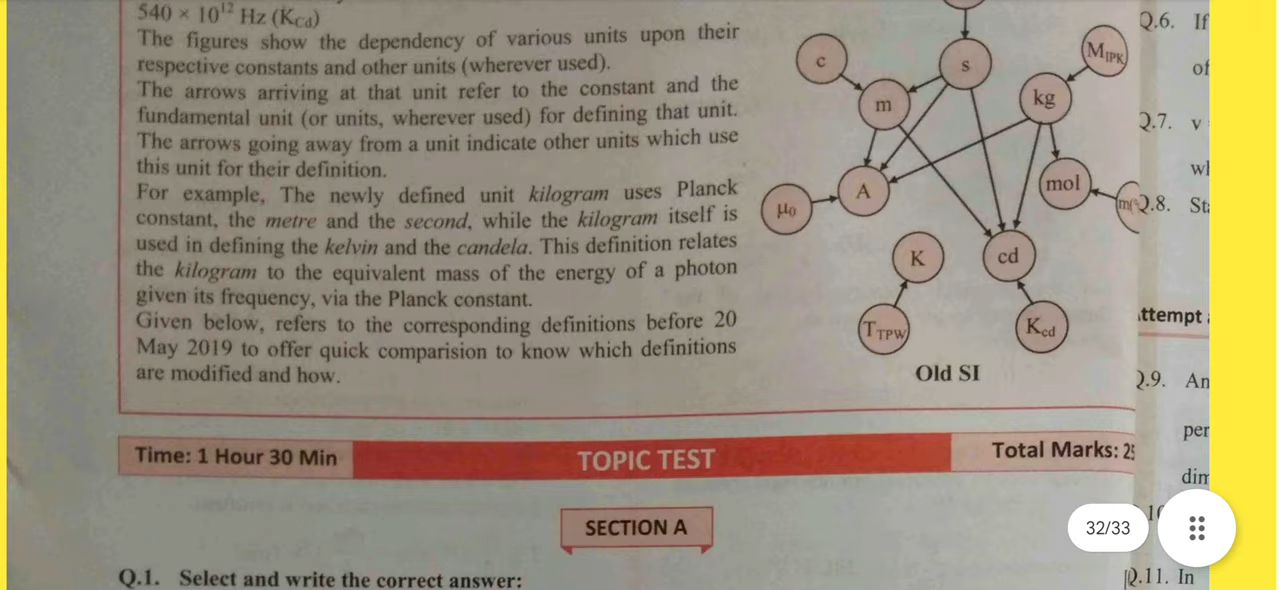 540 × 10¹² Hz (K_cd)
The figures show the dependency of various units upon their
respective constants and other units (wherever used).
The arrows arriving at that unit refer to the constant and the
fundamental unit (or units, wherever used) for defining that unit.
The arrows going away from a unit indicate other units which use
this unit for their definition.
For example, The newly defined unit kilogram uses Planck
constant, the metre and the second, while the kilogram itself is
used in defining the kelvin and the candela. This definition relates
the kilogram to the equivalent mass of the energy of a photon
given its frequency, via the Planck constant.
Given below, refers to the corresponding definitions before 20
May 2019 to offer quick comparision to know which definitions
are modified and how.
c
s
M_IPK
m
kg
A
mol
μ₀
K
cd
T_TPW
K_cd
Old SI
Q.6. If
of
Q.7. v
wh
Q.8. Sta
ttempt
Q.9. An
per
dim
Q.11. In
Time: 1 Hour 30 Min
TOPIC TEST
Total Marks: 25
SECTION A
Q.1. Select and write the correct answer:
32/33